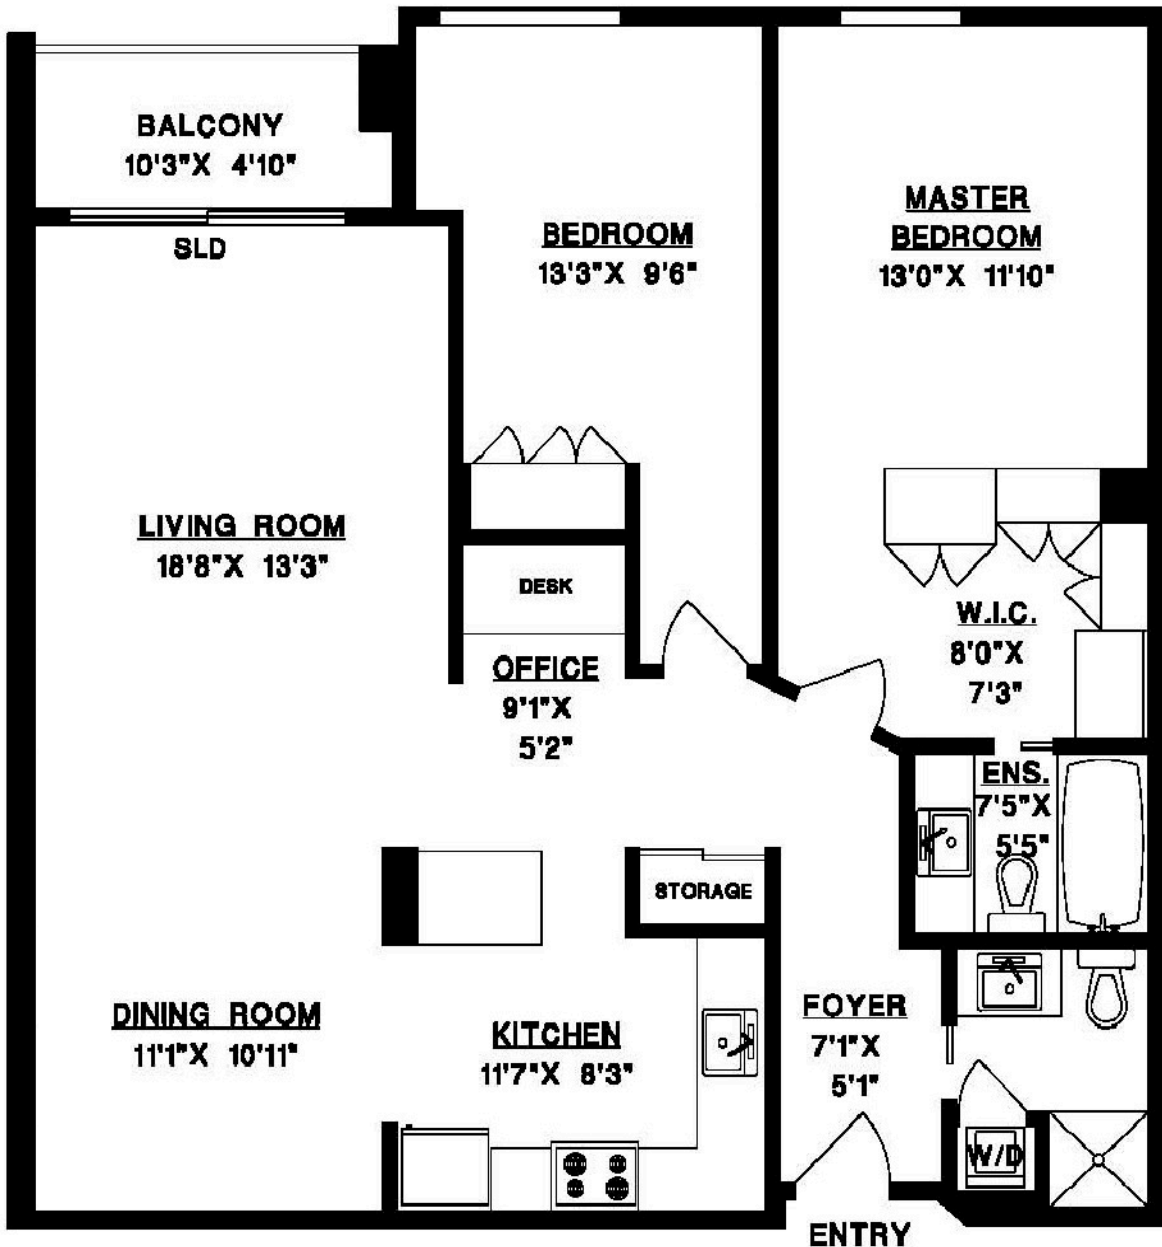 BALCONY
10'3"X 4'10"
SLD
BEDROOM
13'3"X 9'6"
MASTER
BEDROOM
13'0"X 11'10"
LIVING ROOM
18'8"X 13'3"
DESK
OFFICE
9'1"X
5'2"
W.I.C.
8'0"X
7'3"
ENS.
7'5"X
5'5"
STORAGE
DINING ROOM
11'1"X 10'11"
KITCHEN
11'7"X 8'3"
FOYER
7'1"X
5'1"
W/D
ENTRY